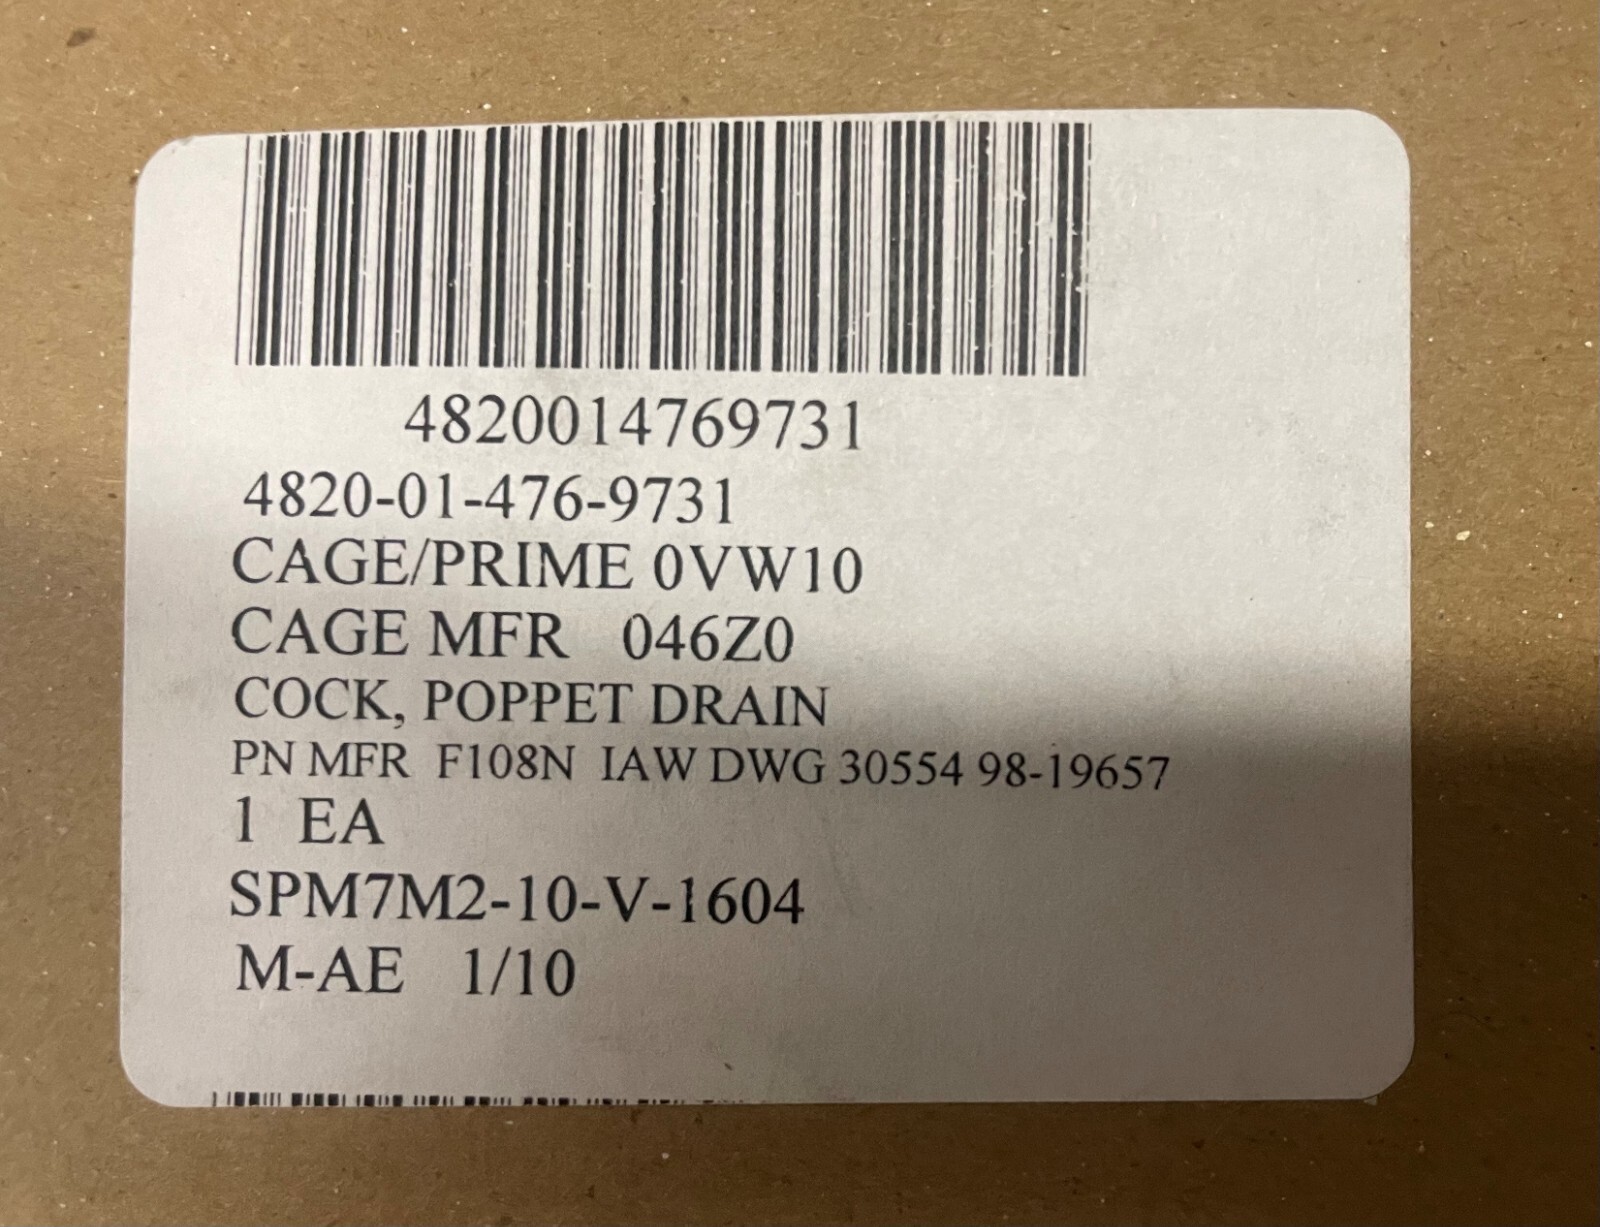 4820014769731
4820-01-476-9731
CAGE/PRIME 0VW10
CAGE MFR 046Z0
COCK, POPPET DRAIN
PN MFR F108N IAW DWG 30554 98-19657
1 EA
SPM7M2-10-V-1604
M-AE 1/10